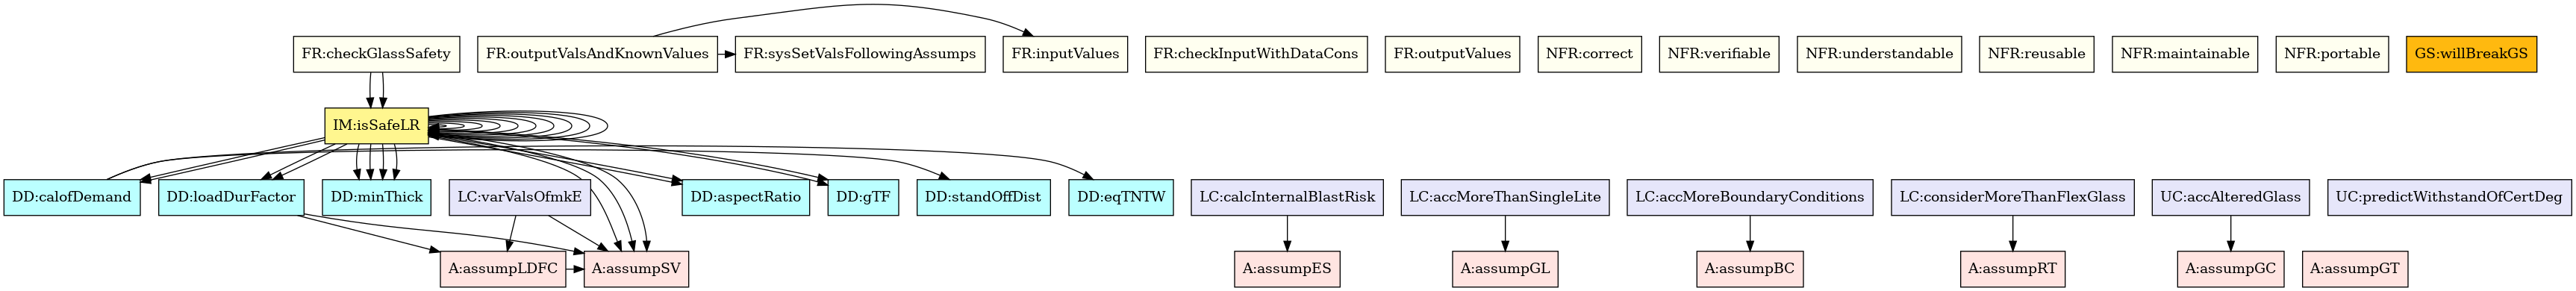 FR:checkGlassSafety
FR:outputValsAndKnownValues
FR:sysSetValsFollowingAssumps
FR:inputValues
FR:checkInputWithDataCons
FR:outputValues
NFR:correct
NFR:verifiable
NFR:understandable
NFR:reusable
NFR:maintainable
NFR:portable
GS:willBreakGS
IM:isSafeLR
DD:calofDemand
DD:loadDurFactor
DD:minThick
LC:varValsOfmkE
DD:aspectRatio
DD:gTF
DD:standOffDist
DD:eqTNTW
LC:calcInternalBlastRisk
LC:accMoreThanSingleLite
LC:accMoreBoundaryConditions
LC:considerMoreThanFlexGlass
UC:accAlteredGlass
UC:predictWithstandOfCertDeg
A:assumpLDFC
A:assumpSV
A:assumpES
A:assumpGL
A:assumpBC
A:assumpRT
A:assumpGC
A:assumpGT